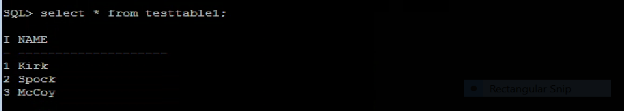 SQL> select * from testtable1;
I NAME
- --------------------
1 Kirk
2 Spock
3 McCoy
Rectangular Snip